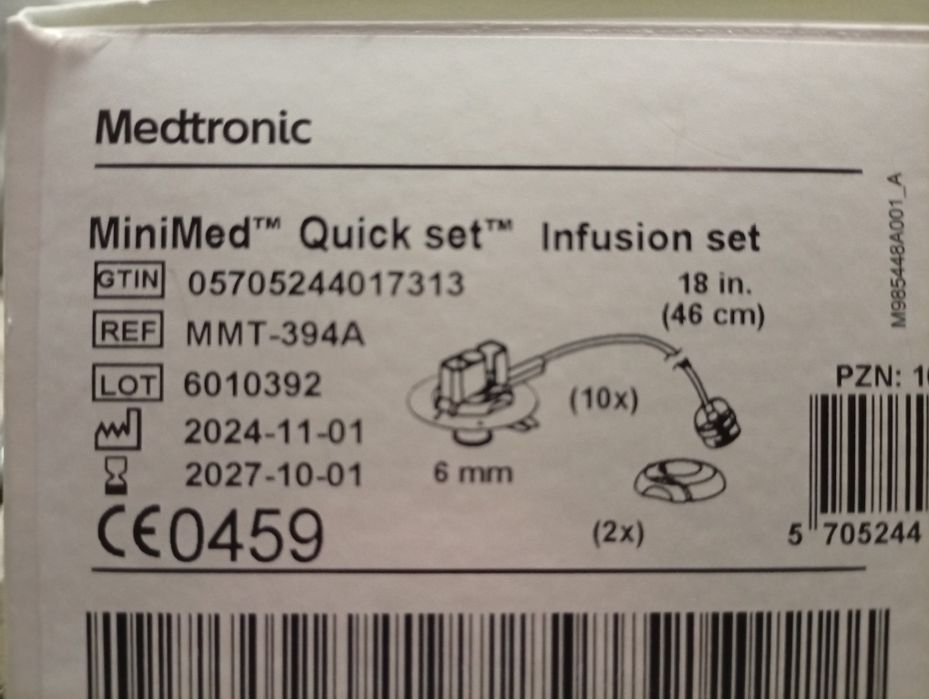 Medtronic
MiniMed™ Quick set™ Infusion set
GTIN 05705244017313
18 in.
(46 cm)
REF MMT-394A
LOT 6010392
(10x)
2024-11-01
2027-10-01
6 mm
CE0459
(2x)
M985448A001_A
PZN: 1
5 705244